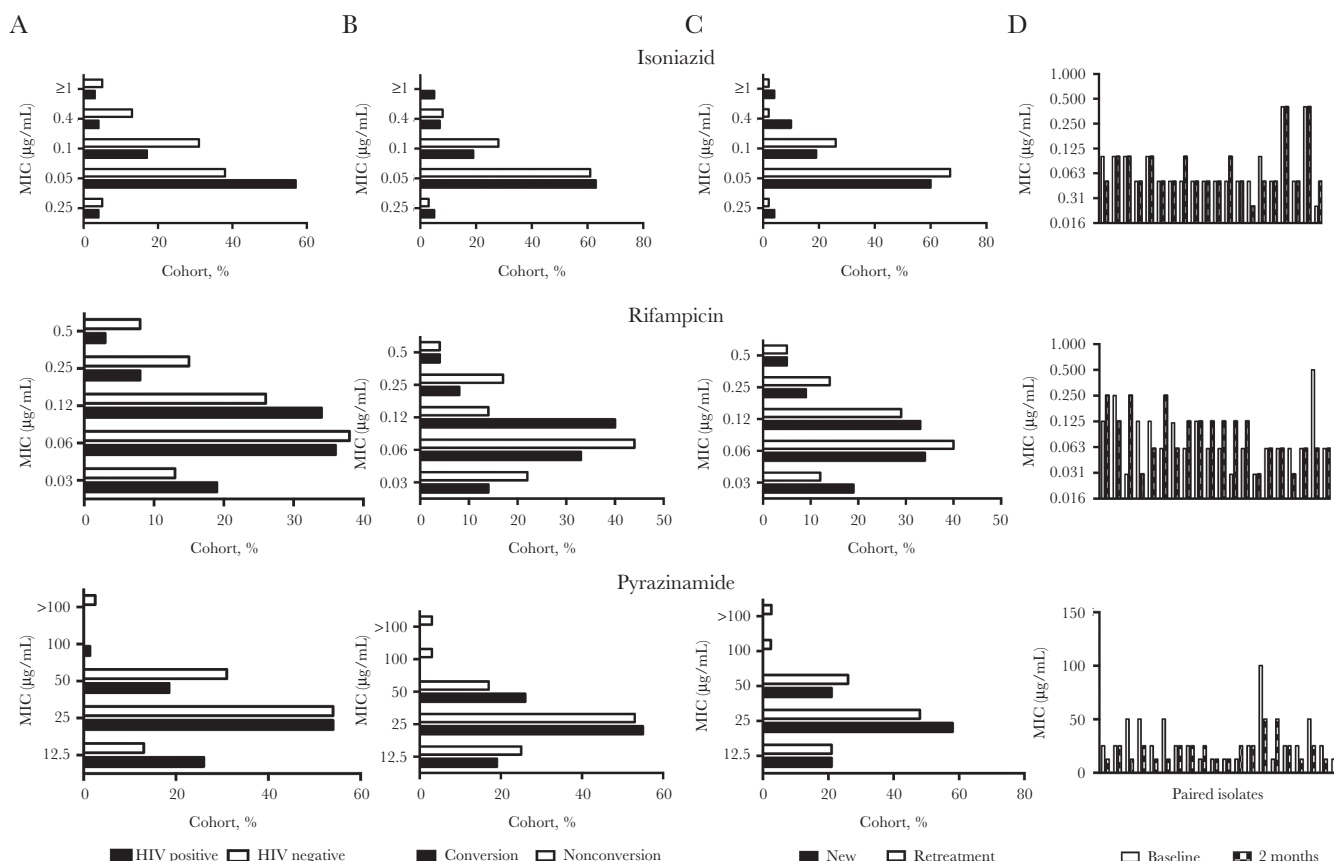 A
B
C
D
Isoniazid
MIC (µg/mL)
≥1
0.4
0.1
0.05
0.25
0 20 40 60
Cohort, %
MIC (µg/mL)
≥1
0.4
0.1
0.05
0.25
0 20 40 60 80
Cohort, %
MIC (µg/mL)
≥1
0.4
0.1
0.05
0.25
0 20 40 60 80
Cohort, %
MIC (µg/mL)
1.000
0.500
0.250
0.125
0.063
0.31
0.016
Rifampicin
MIC (µg/mL)
0.5
0.25
0.12
0.06
0.03
0 10 20 30 40
Cohort, %
MIC (µg/mL)
0.5
0.25
0.12
0.06
0.03
0 10 20 30 40 50
Cohort, %
MIC (µg/mL)
0.5
0.25
0.12
0.06
0.03
0 10 20 30 40 50
Cohort, %
MIC (µg/mL)
1.000
0.500
0.250
0.125
0.063
0.031
0.016
Pyrazinamide
MIC (µg/mL)
>100
100
50
25
12.5
0 20 40 60
Cohort, %
MIC (µg/mL)
>100
100
50
25
12.5
0 20 40 60
Cohort, %
MIC (µg/mL)
>100
100
50
25
12.5
0 20 40 60 80
Cohort, %
MIC (µg/mL)
150
100
50
0
Paired isolates
HIV positive HIV negative
Conversion Nonconversion
New Retreatment
Baseline 2 months